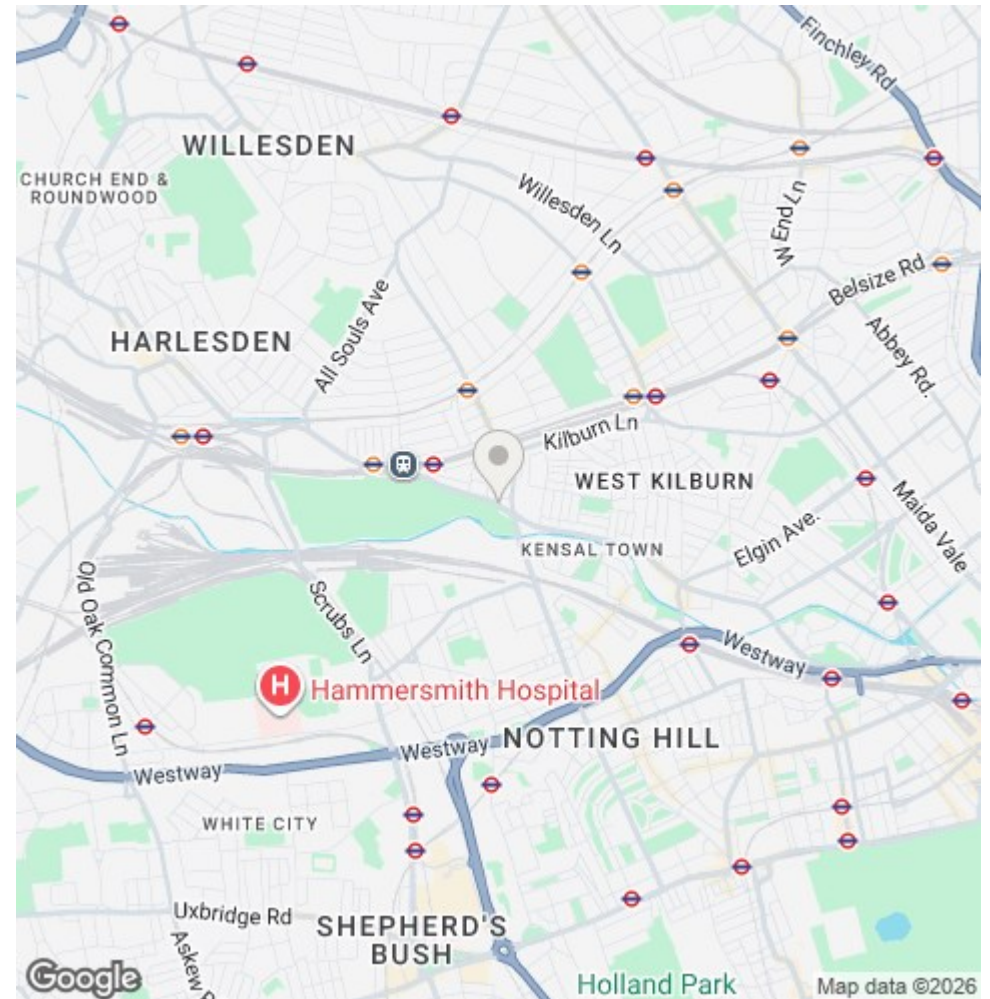 Finchley Rd
WILLESDEN
CHURCH END &
ROUNDWOOD
Willesden Ln
W End Ln
Belsize Rd
All Souls Ave
HARLESDEN
Abbey Rd.
Kilburn Ln
WEST KILBURN
Maida Vale
Elgin Ave.
KENSAL TOWN
Old Oak Common Ln
Scrubs Ln
Westway
H
Hammersmith Hospital
NOTTING HILL
Westway
Westway
WHITE CITY
Uxbridge Rd
SHEPHERD'S
BUSH
Askew
Holland Park
Google
Map data ©2026